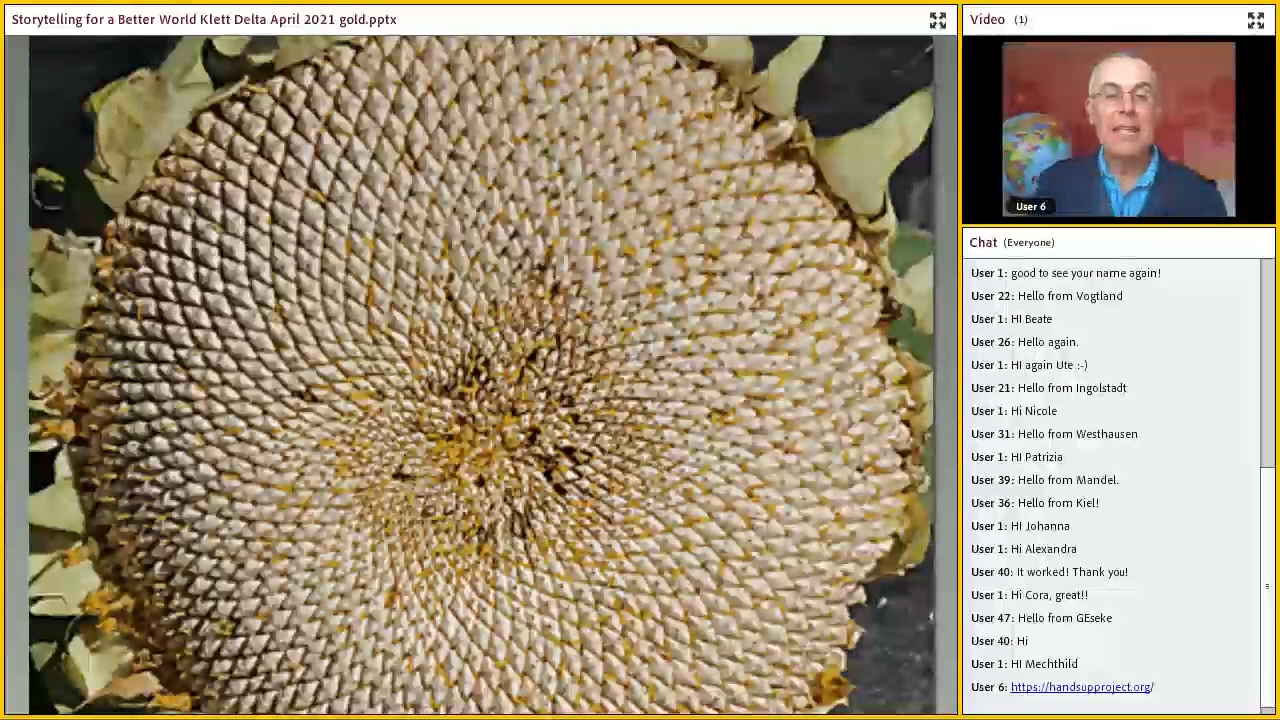 Storytelling for a Better World Klett Delta April 2021 gold.pptx
Video (1)
User 6
Chat (Everyone)
User 1: good to see your name again!
User 22: Hello from Vogtland
User 1: HI Beate
User 26: Hello again.
User 1: HI again Ute :-)
User 21: Hello from Ingolstadt
User 1: Hi Nicole
User 31: Hello from Westhausen
User 1: HI Patrizia
User 39: Hello from Mandel.
User 36: Hello from Kiel!
User 1: HI Johanna
User 1: Hi Alexandra
User 40: It worked! Thank you!
User 1: Hi Cora, great!!
User 47: Hello from GEseke
User 40: Hi
User 1: HI Mechthild
User 6: https://handsupproject.org/